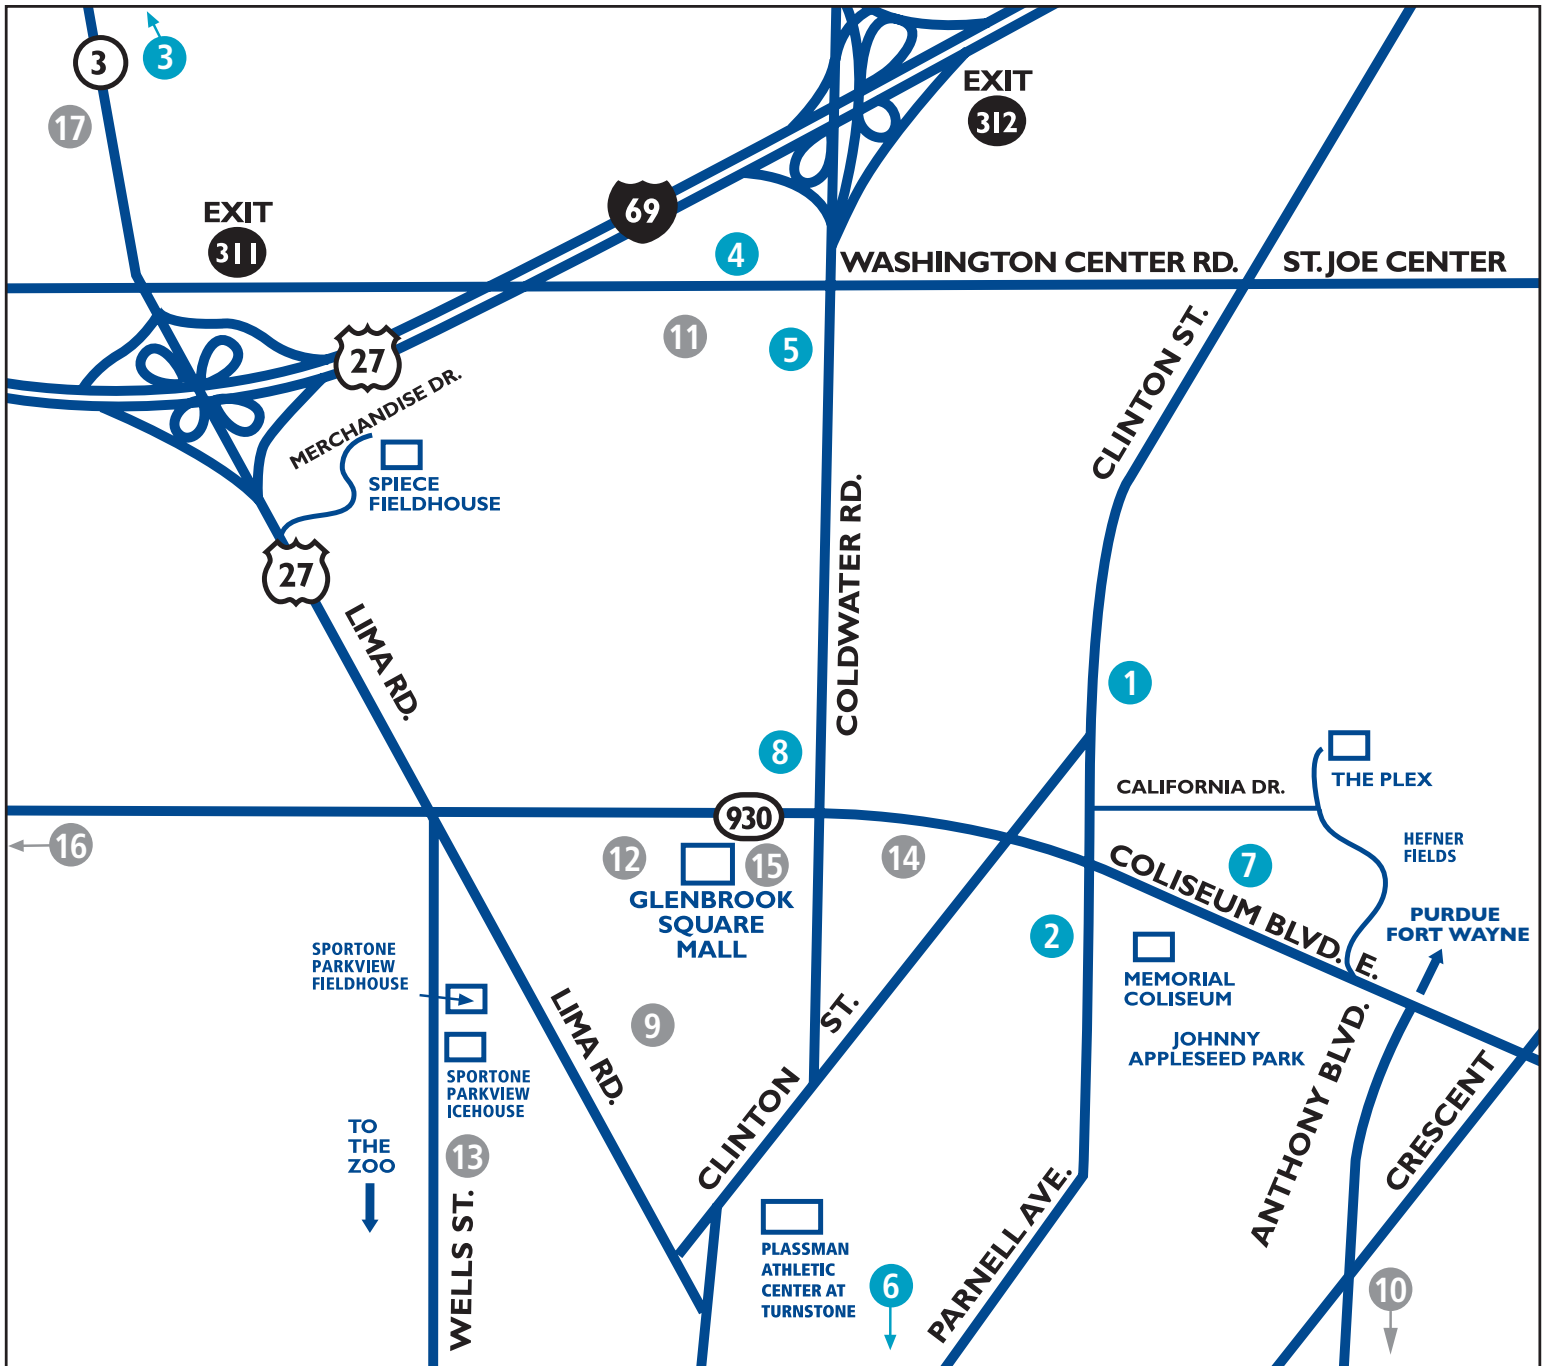 3
3
17
EXIT
312
EXIT
311
69
4
WASHINGTON CENTER RD.
ST. JOE CENTER
11
5
27
MERCHANDISE DR.
CLINTON ST.
SPIECE
FIELDHOUSE
COLDWATER RD.
27
LIMA RD.
1
8
THE PLEX
CALIFORNIA DR.
930
16
12
15
14
COLISEUM BLVD. E.
7
HEFNER
FIELDS
GLENBROOK
SQUARE
MALL
2
PURDUE
FORT WAYNE
SPORTONE
PARKVIEW
FIELDHOUSE
MEMORIAL
COLISEUM
LIMA RD.
9
CLINTON ST.
JOHNNY
APPLESEED PARK
ANTHONY BLVD.
CRESCENT
SPORTONE
PARKVIEW
ICEHOUSE
TO
THE
ZOO
13
WELLS ST.
PLASSMAN
ATHLETIC
CENTER AT
TURNSTONE
6
PARNELL AVE.
10